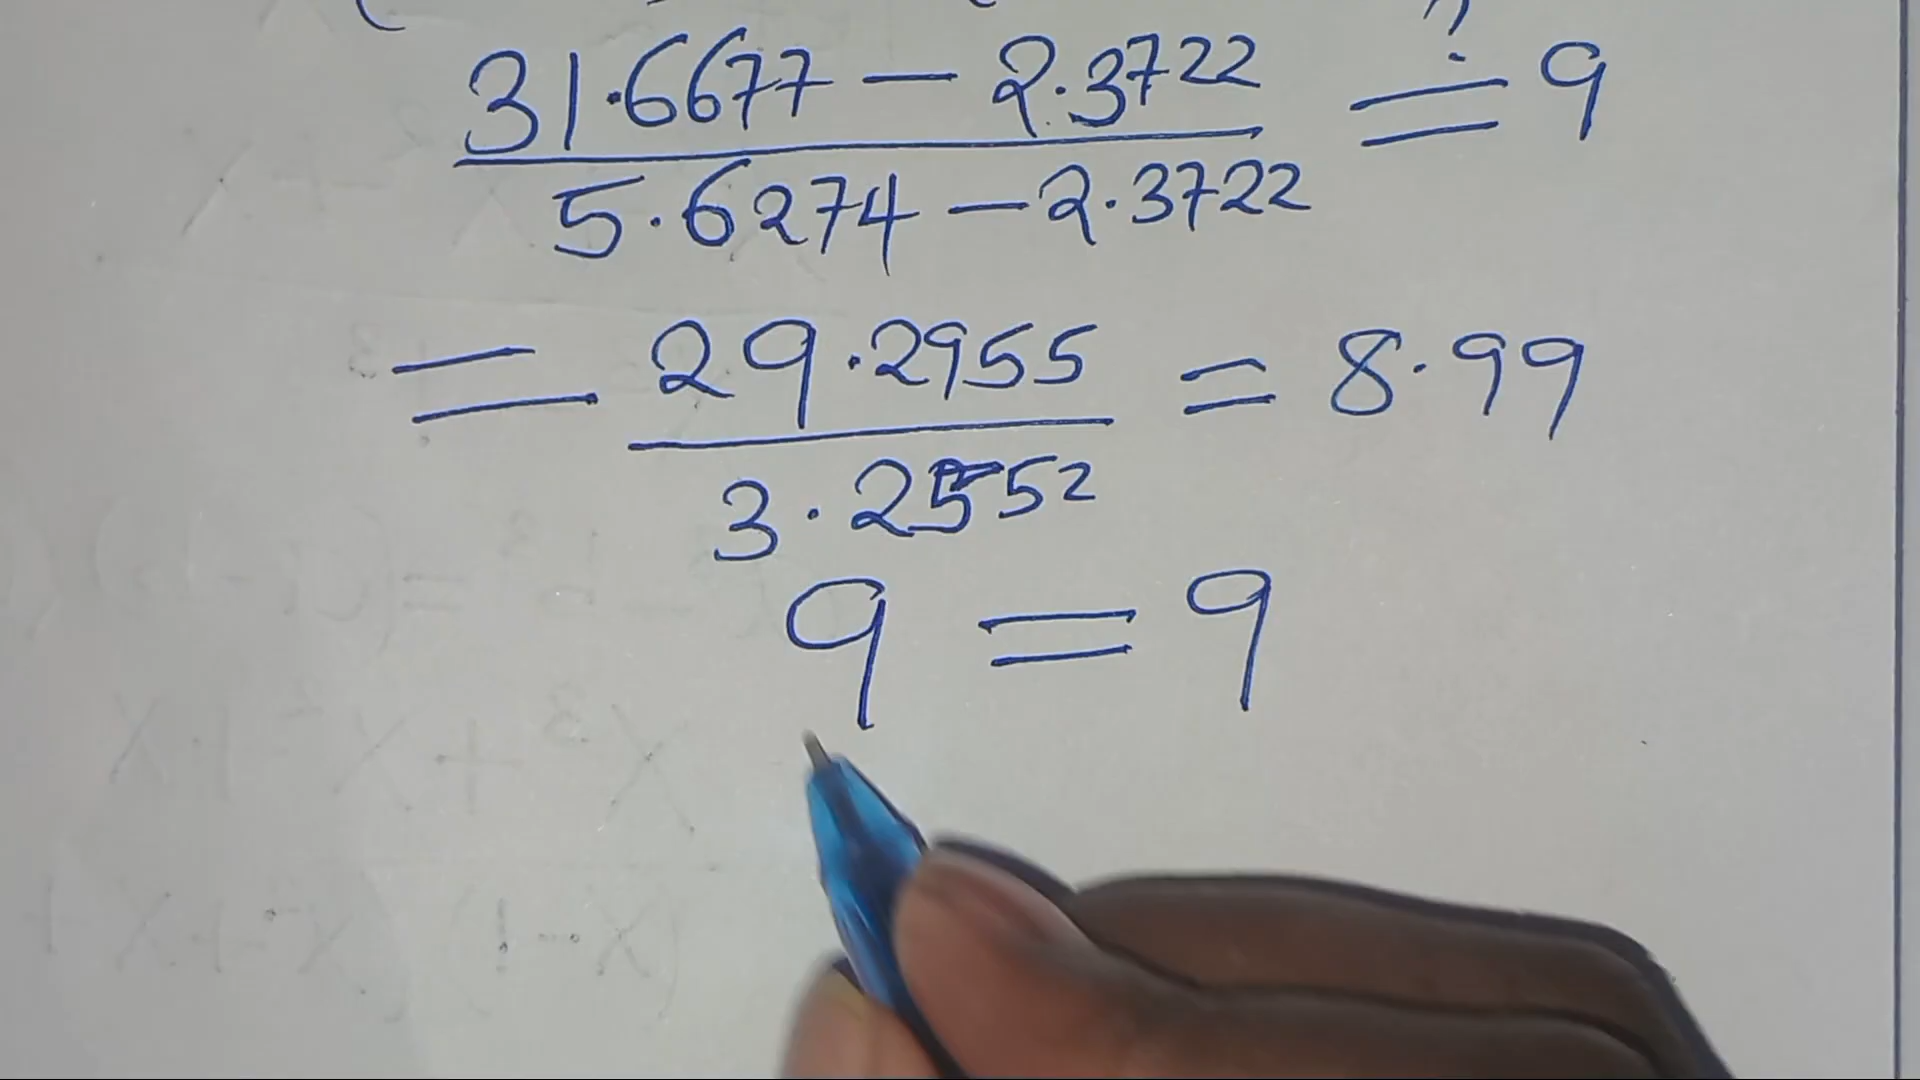 31.6677 - 2.3722 =? 9
5.6274 - 2.3722
= 29.2955 = 8.99
3.2552
9 = 9